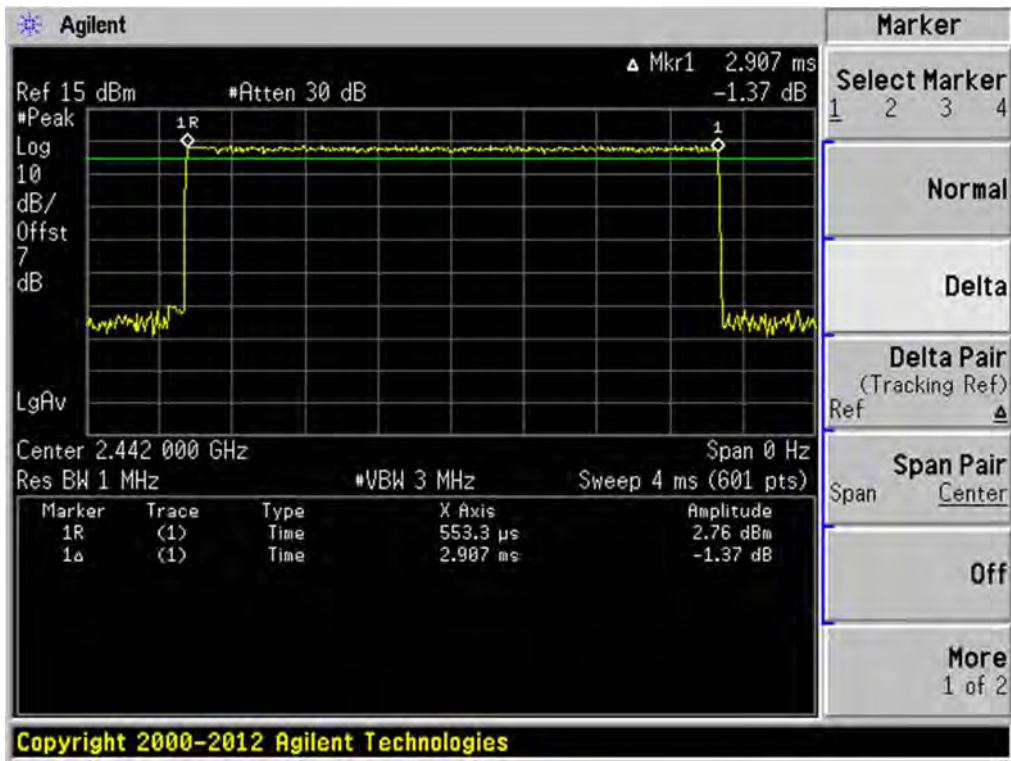 Agilent
Marker
Δ Mkr1 2.907 ms
Ref 15 dBm #Atten 30 dB -1.37 dB
#Peak
Log
10
dB/
Offst
7
dB
LgAv
1R
1
Center 2.442 000 GHz Span 0 Hz
Res BW 1 MHz #VBW 3 MHz Sweep 4 ms (601 pts)
Marker Trace Type X Axis Amplitude
1R (1) Time 553.3 µs 2.76 dBm
1Δ (1) Time 2.907 ms -1.37 dB
Select Marker
1 2 3 4
Normal
Delta
Delta Pair
(Tracking Ref)
Ref Δ
Span Pair
Span Center
Off
More
1 of 2
Copyright 2000-2012 Agilent Technologies